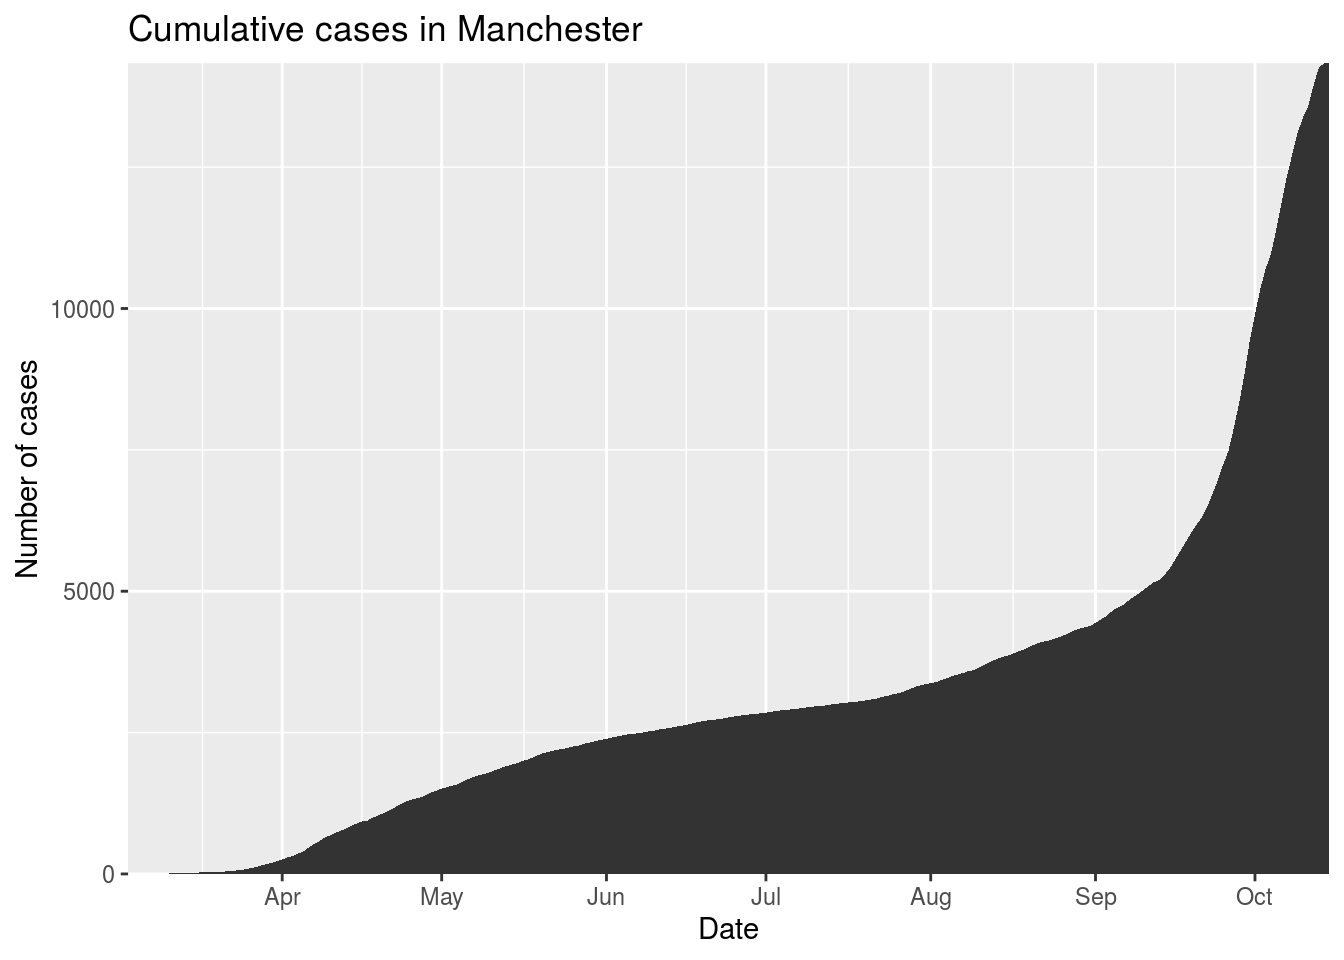 Cumulative cases in Manchester
Number of cases
10000
5000
0
Apr May Jun Jul Aug Sep Oct
Date